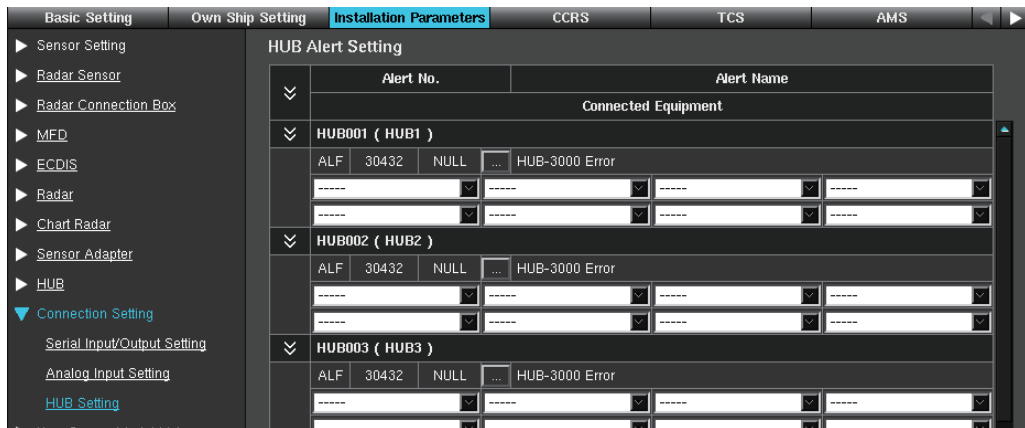 Basic Setting Own Ship Setting Installation Parameters CCRS TCS AMS
Sensor Setting
Radar Sensor
Radar Connection Box
MFD
ECDIS
Radar
Chart Radar
Sensor Adapter
HUB
Connection Setting
Serial Input/Output Setting
Analog Input Setting
HUB Setting
HUB Alert Setting
Alert No. Alert Name
Connected Equipment
HUB001 ( HUB1 )
ALF 30432 NULL ... HUB-3000 Error
----- ----- ----- -----
----- ----- ----- -----
HUB002 ( HUB2 )
ALF 30432 NULL ... HUB-3000 Error
----- ----- ----- -----
----- ----- ----- -----
HUB003 ( HUB3 )
ALF 30432 NULL ... HUB-3000 Error
----- ----- ----- -----